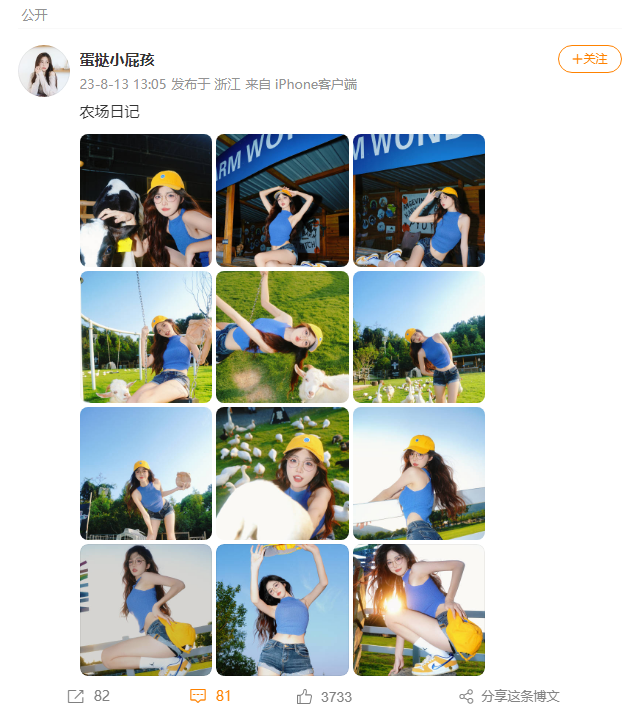 公开
蛋挞小屁孩
+关注
23-8-13 13:05 发布于 浙江 来自 iPhone客户端
农场日记
ARM WO
RM WOND
82
81
3733
分享这条博文